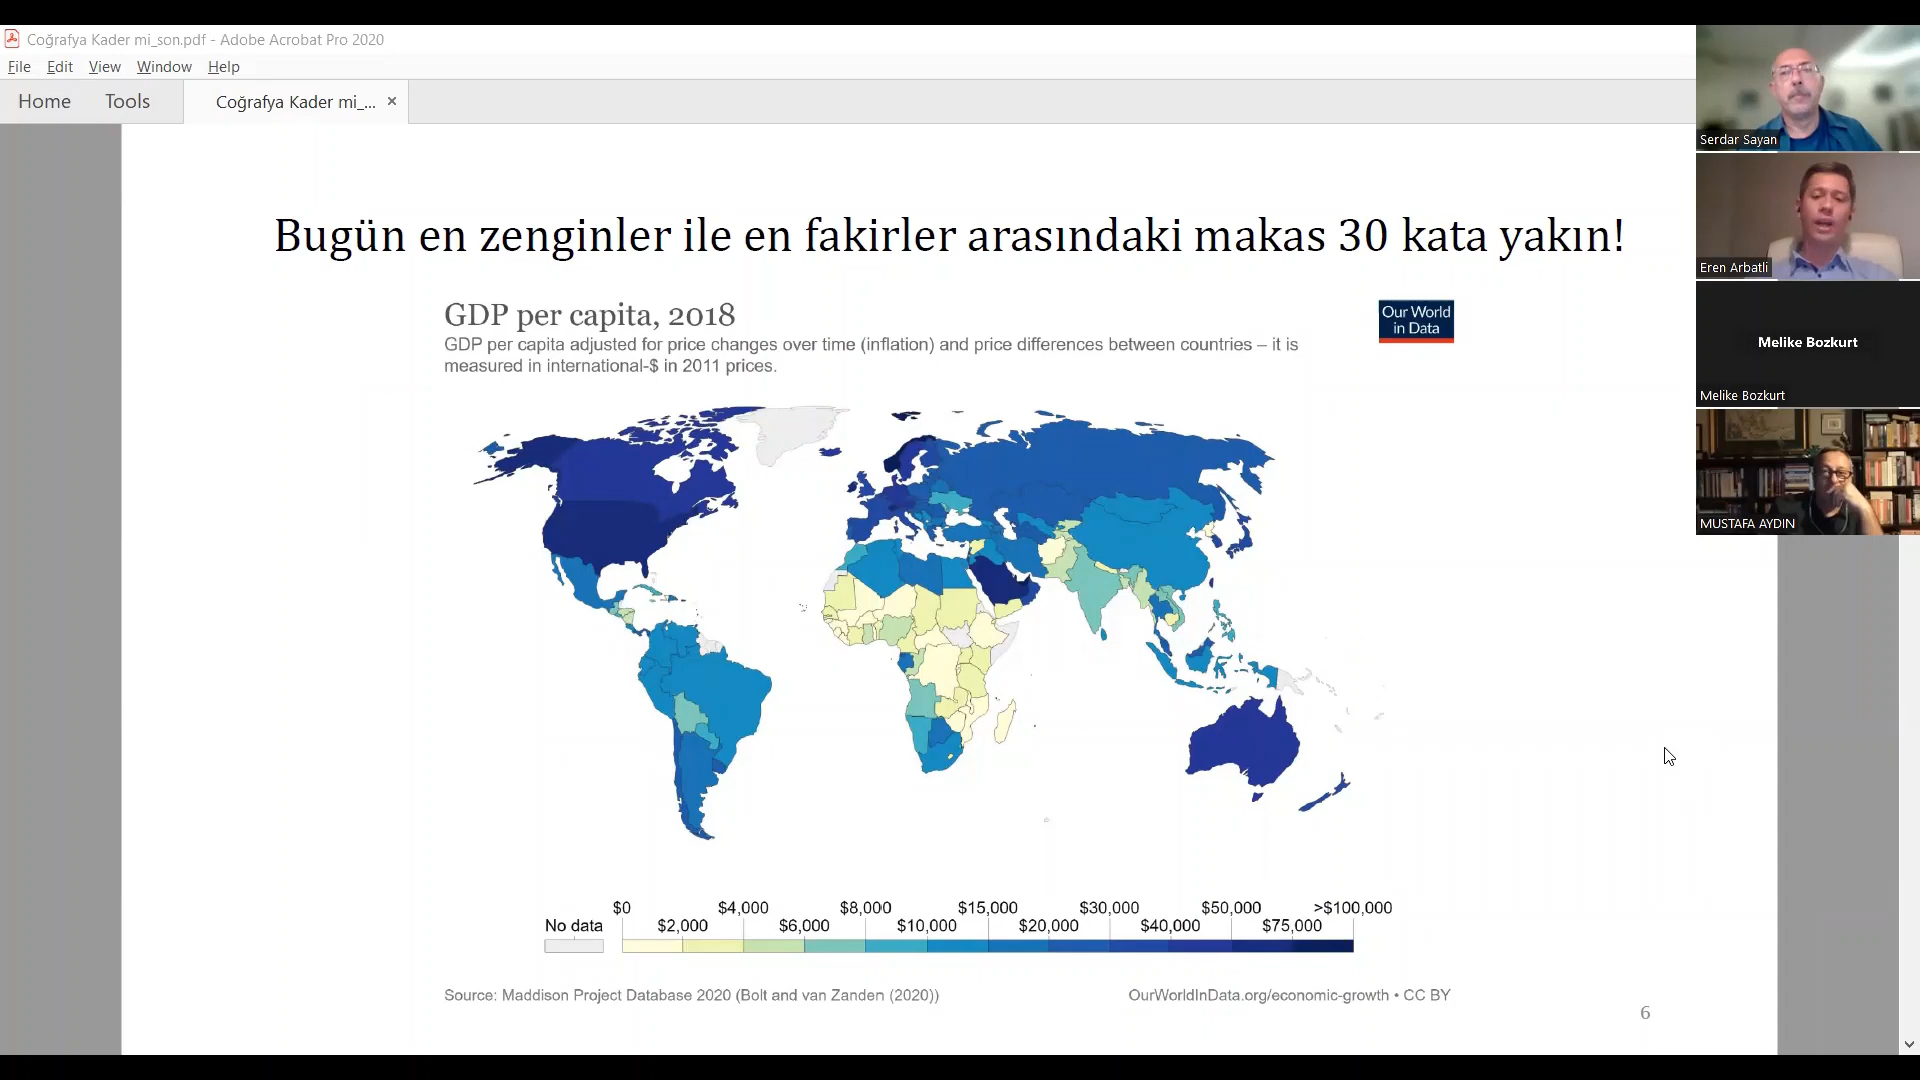 Coğrafya Kader mi_son.pdf - Adobe Acrobat Pro 2020
File Edit View Window Help
Home Tools Coğrafya Kader mi_... ×
Bugün en zenginler ile en fakirler arasındaki makas 30 kata yakın!
GDP per capita, 2018
Our World
in Data
GDP per capita adjusted for price changes over time (inflation) and price differences between countries – it is
measured in international-$ in 2011 prices.
$0 $4,000 $8,000 $15,000 $30,000 $50,000 >$100,000
No data $2,000 $6,000 $10,000 $20,000 $40,000 $75,000
Source: Maddison Project Database 2020 (Bolt and van Zanden (2020))
OurWorldInData.org/economic-growth • CC BY
6
Serdar Sayan
Eren Arbatli
Melike Bozkurt
Melike Bozkurt
MUSTAFA AYDIN